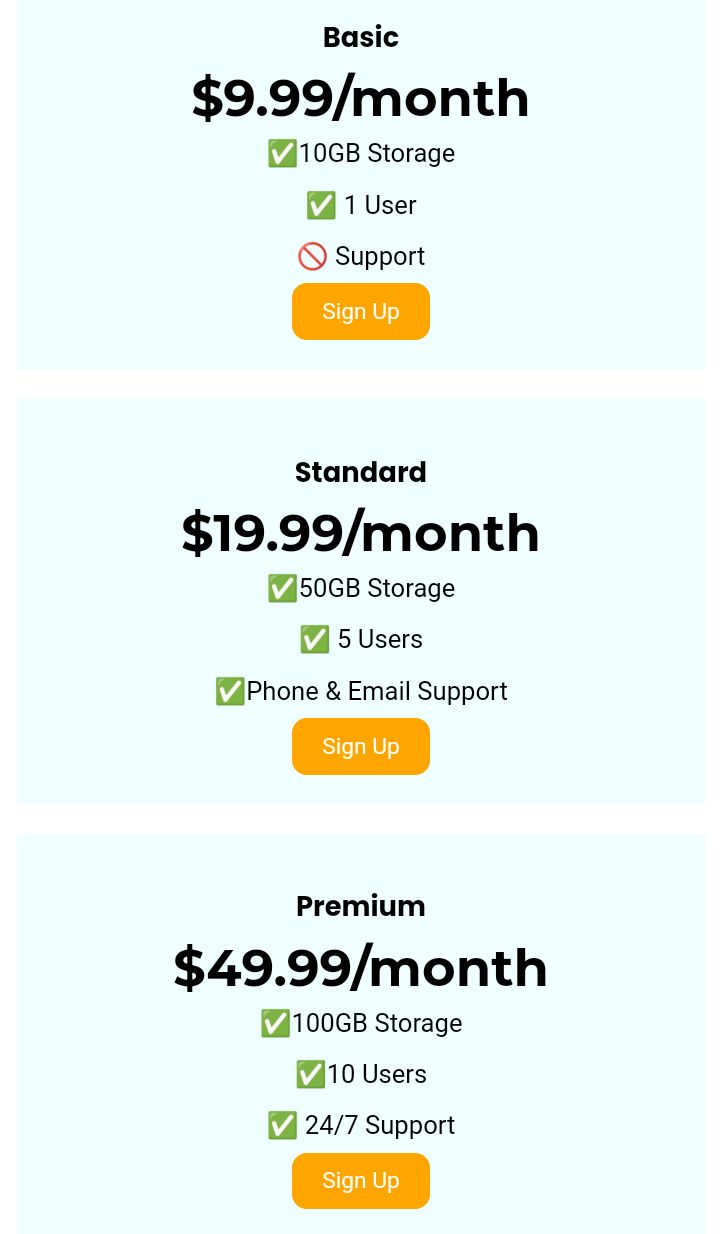 Basic
$9.99/month
✅10GB Storage
✅ 1 User
🚫 Support
Sign Up
Standard
$19.99/month
✅50GB Storage
✅ 5 Users
✅Phone & Email Support
Sign Up
Premium
$49.99/month
✅100GB Storage
✅10 Users
✅ 24/7 Support
Sign Up